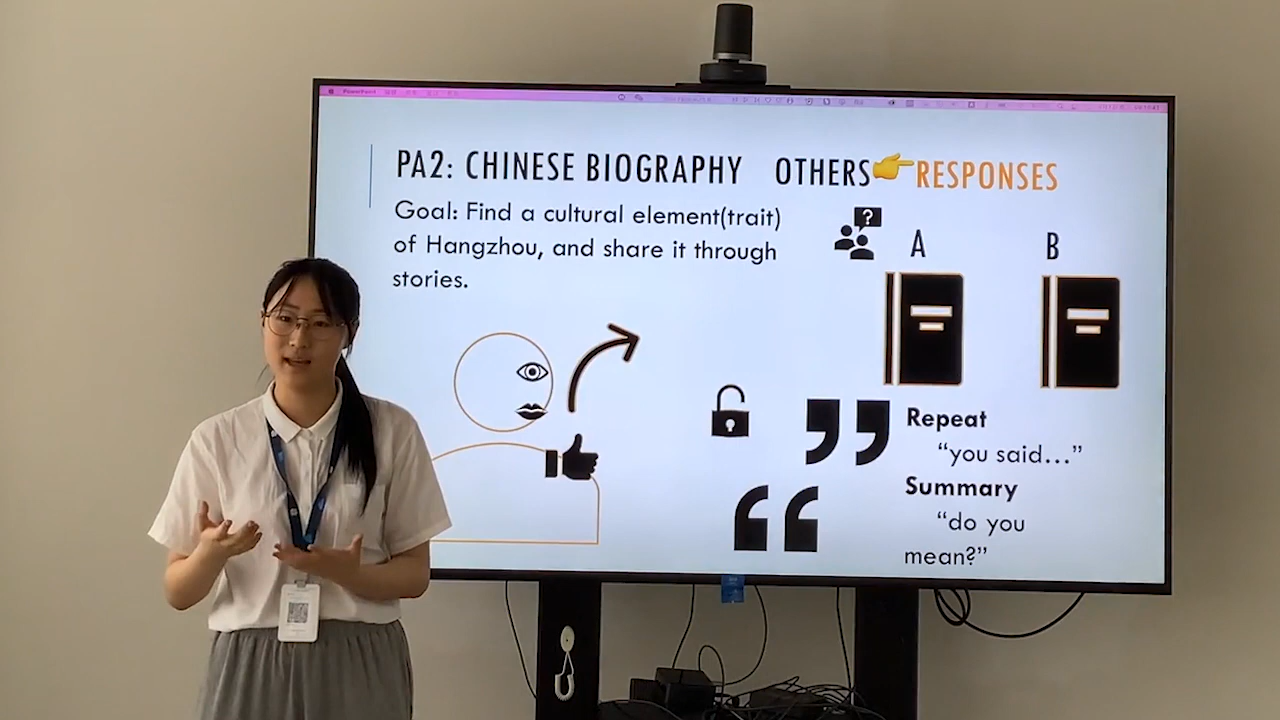 PowerPoint
PA2: CHINESE BIOGRAPHY OTHERS👉RESPONSES
Goal: Find a cultural element(trait)
of Hangzhou, and share it through
stories.
?
A B
Repeat
“you said…”
Summary
“do you
mean?”